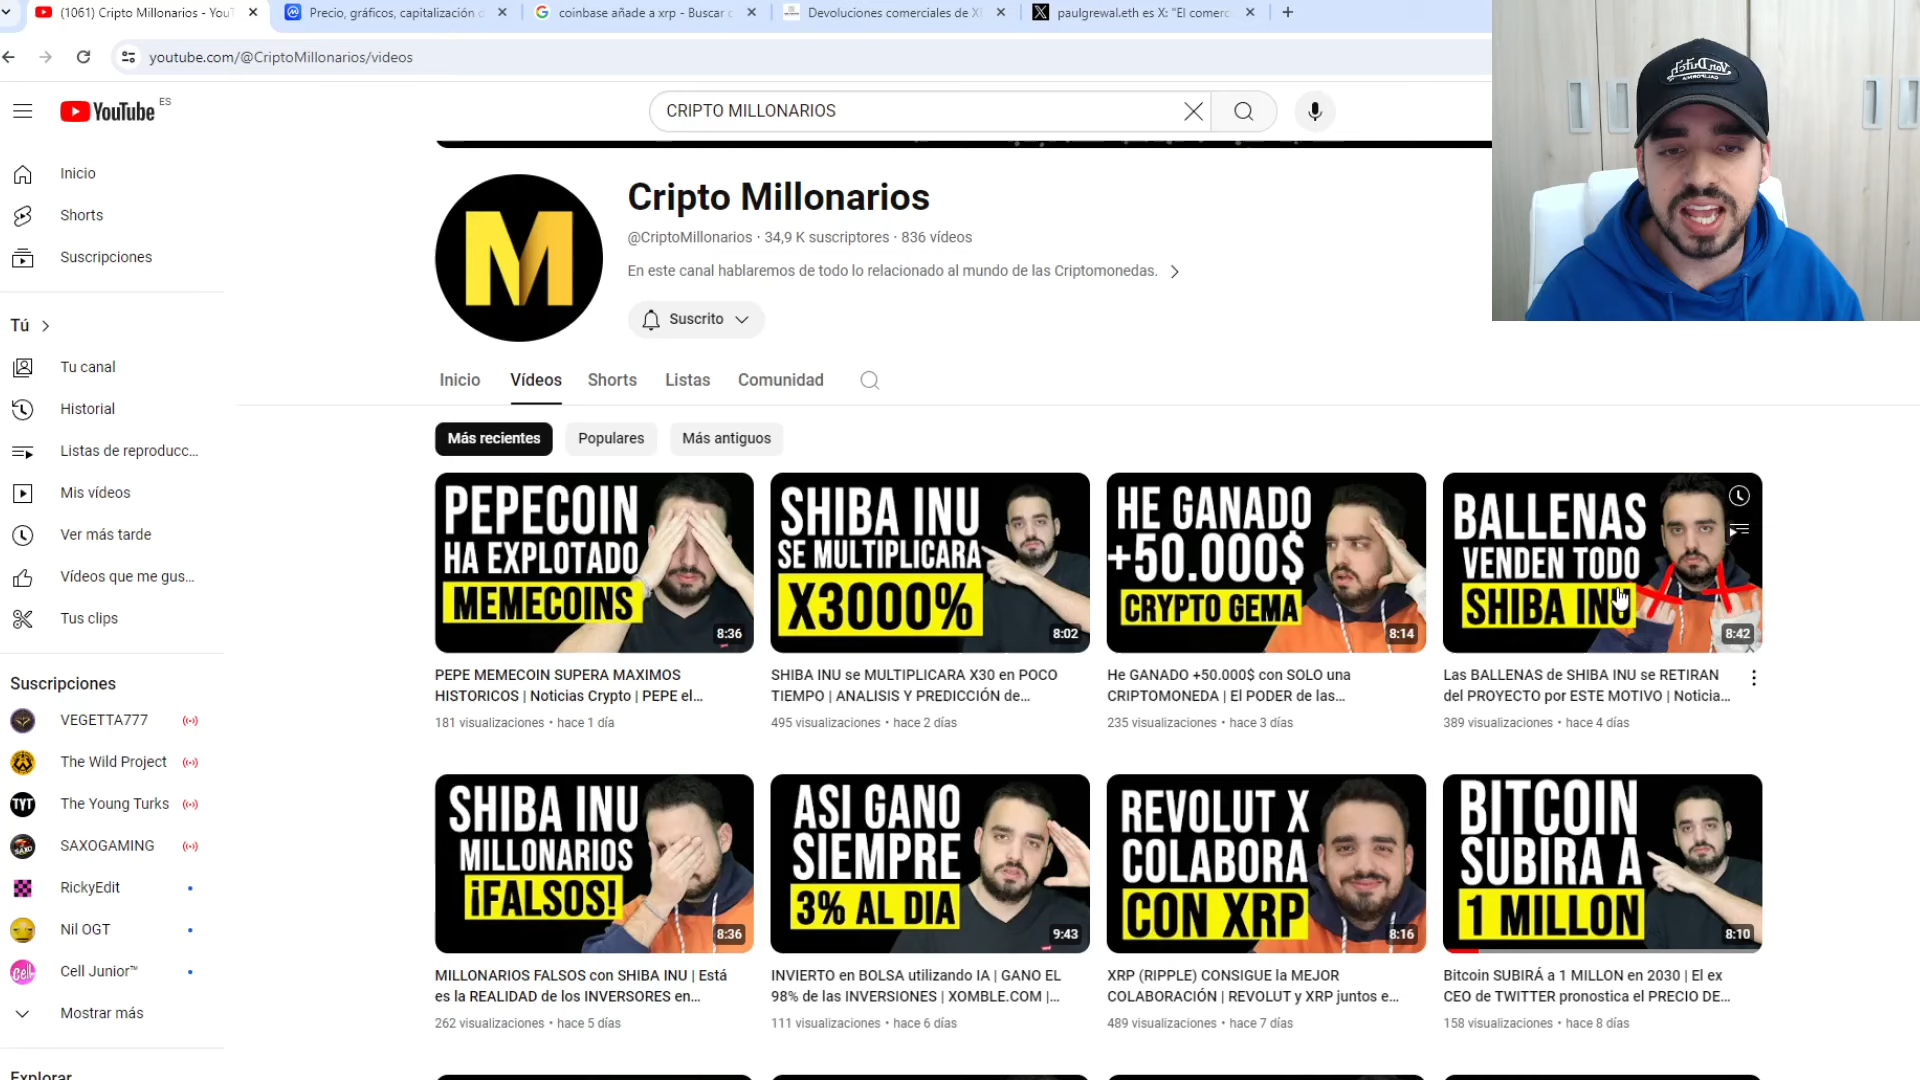 (1061) Cripto Millonarios - YouT
Precio, gráficos, capitalización d
coinbase añade a xrp - Buscar c
Devoluciones comerciales de X
paulgrewal.eth es X: "El comerc
youtube.com/@CriptoMillonarios/videos
YouTube ES
CRIPTO MILLONARIOS
Von Dutch
Inicio
Shorts
Suscripciones
Tú
Tu canal
Historial
Listas de reproducc...
Mis vídeos
Ver más tarde
Vídeos que me gus...
Tus clips
Suscripciones
VEGETTA777
The Wild Project
TYT The Young Turks
SAXOGAMING
RickyEdit
Nil OGT
Cell Cell Junior™
Mostrar más
Explorar
M
Cripto Millonarios
@CriptoMillonarios · 34,9 K suscriptores · 836 vídeos
En este canal hablaremos de todo lo relacionado al mundo de las Criptomonedas.
Suscrito
Inicio Vídeos Shorts Listas Comunidad
Más recientes Populares Más antiguos
PEPECOIN
HA EXPLOTADO
MEMECOINS
8:36
PEPE MEMECOIN SUPERA MAXIMOS
HISTORICOS | Noticias Crypto | PEPE el...
181 visualizaciones • hace 1 día
SHIBA INU
SE MULTIPLICARA
X3000%
8:02
SHIBA INU se MULTIPLICARA X30 en POCO
TIEMPO | ANALISIS Y PREDICCIÓN de...
495 visualizaciones • hace 2 días
HE GANADO
+50.000$
CRYPTO GEMA
8:14
He GANADO +50.000$ con SOLO una
CRIPTOMONEDA | El PODER de las...
235 visualizaciones • hace 3 días
BALLENAS
VENDEN TODO
SHIBA INU
8:42
Las BALLENAS de SHIBA INU se RETIRAN
del PROYECTO por ESTE MOTIVO | Noticia...
389 visualizaciones • hace 4 días
SHIBA INU
MILLONARIOS
¡FALSOS!
8:36
MILLONARIOS FALSOS con SHIBA INU | Está
es la REALIDAD de los INVERSORES en...
262 visualizaciones • hace 5 días
ASI GANO
SIEMPRE
3% AL DIA
9:43
INVIERTO en BOLSA utilizando IA | GANO EL
98% de las INVERSIONES | XOMBLE.COM |...
111 visualizaciones • hace 6 días
REVOLUT X
COLABORA
CON XRP
8:16
XRP (RIPPLE) CONSIGUE la MEJOR
COLABORACIÓN | REVOLUT y XRP juntos e...
489 visualizaciones • hace 7 días
BITCOIN
SUBIRA A
1 MILLON
8:10
Bitcoin SUBIRÁ a 1 MILLON en 2030 | El ex
CEO de TWITTER pronostica el PRECIO DE...
158 visualizaciones • hace 8 días